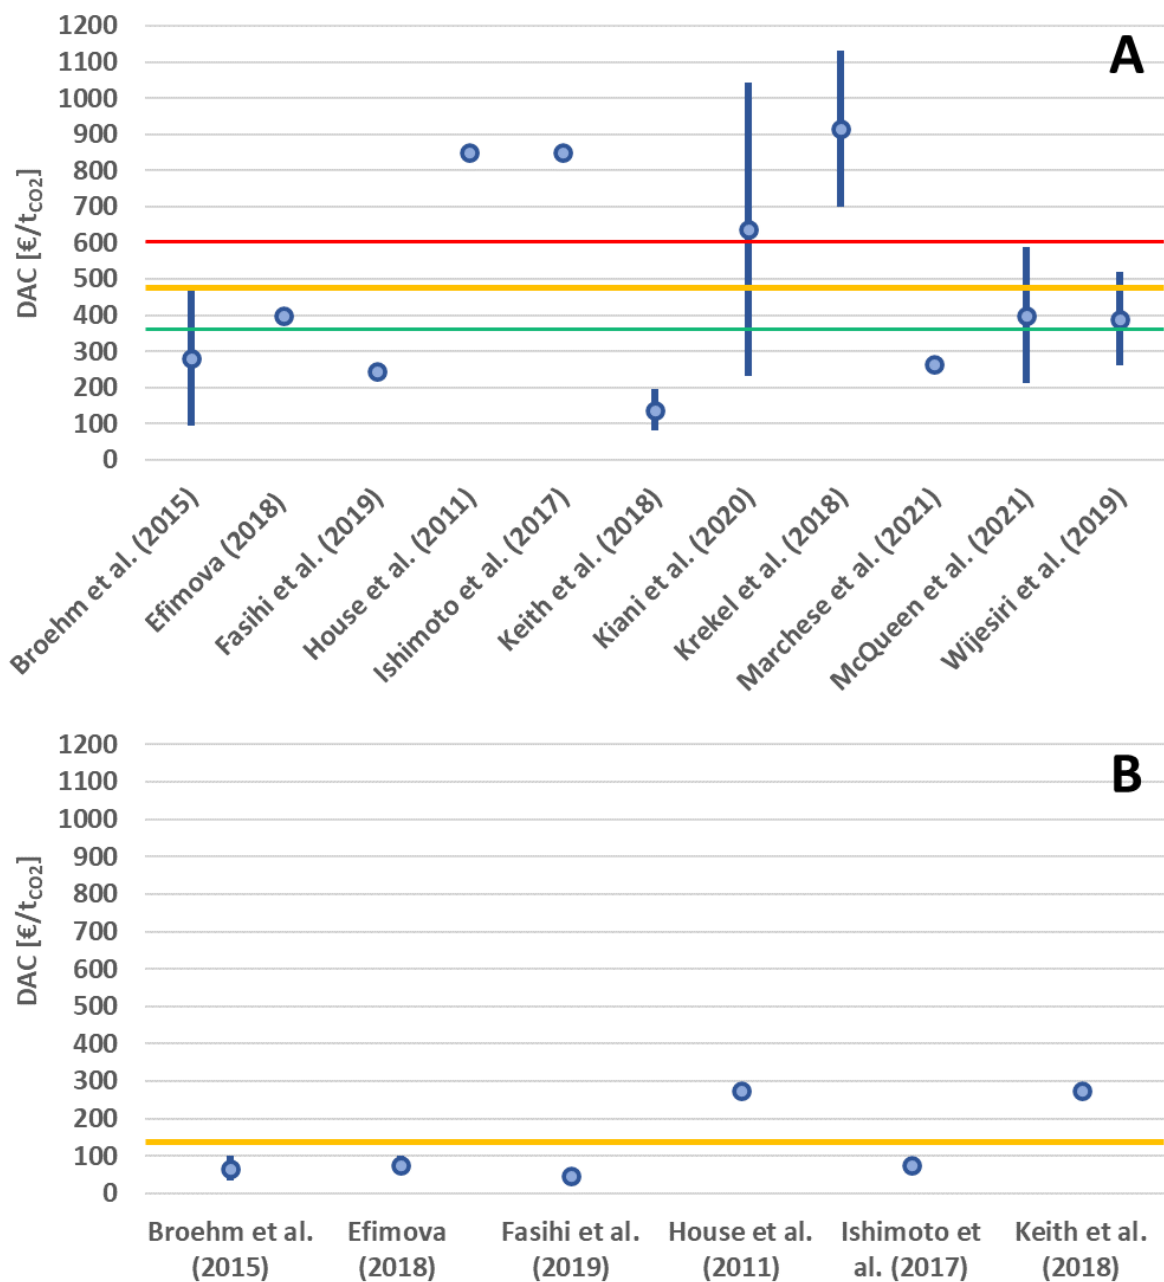 1200
1100
1000
900
800
700
600
500
400
300
200
100
0
DAC [€/tCO2]
A
Broehm et al. (2015)
Efimova (2018)
Fasihi et al. (2019)
House et al. (2011)
Ishimoto et al. (2017)
Keith et al. (2018)
Kiani et al. (2020)
Krekel et al. (2018)
Marchese et al. (2021)
McQueen et al. (2021)
Wijesiri et al. (2019)
1200
1100
1000
900
800
700
600
500
400
300
200
100
0
DAC [€/tCO2]
B
Broehm et al.
(2015)
Efimova
(2018)
Fasihi et al.
(2019)
House et al.
(2011)
Ishimoto et
al. (2017)
Keith et al.
(2018)